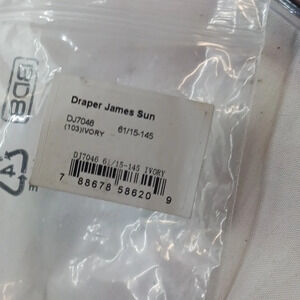 Draper James Sun
DJ7046
(103)IVORY 61/15-145
DJ7046 61/15-145 IVORY
7 88678 58620 9